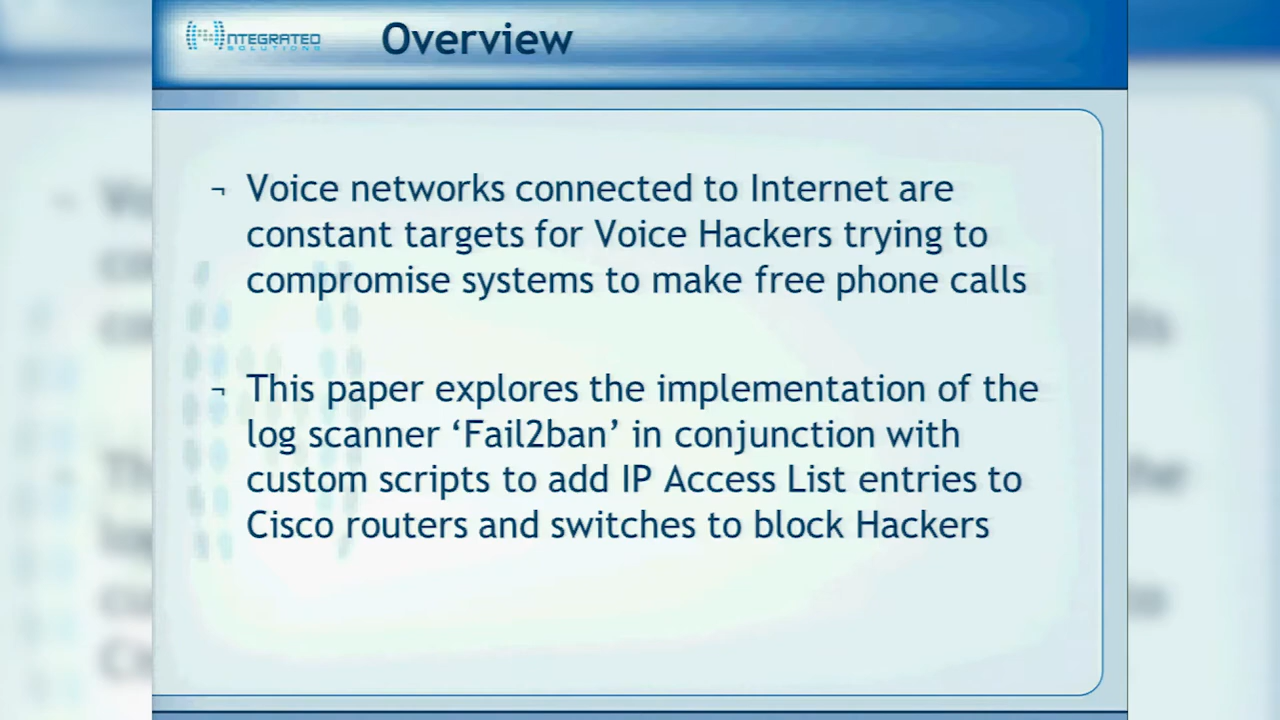 NTEGRATED
SOLUTIONS
Overview
¬ Voice networks connected to Internet are
constant targets for Voice Hackers trying to
compromise systems to make free phone calls
¬ This paper explores the implementation of the
log scanner ‘Fail2ban’ in conjunction with
custom scripts to add IP Access List entries to
Cisco routers and switches to block Hackers